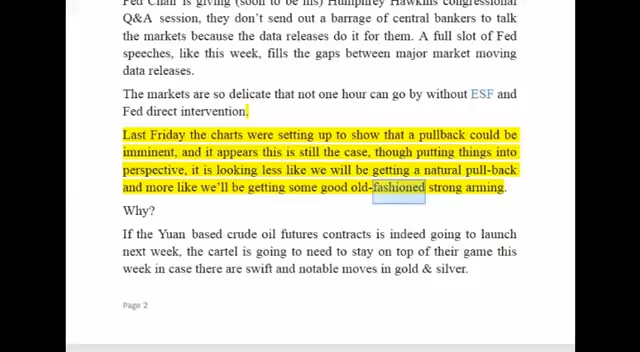 Fed Chair is giving (soon to be his) Humphrey Hawkins congressional
Q&A session, they don't send out a barrage of central bankers to talk
the markets because the data releases do it for them. A full slot of Fed
speeches, like this week, fills the gaps between major market moving
data releases.
The markets are so delicate that not one hour can go by without ESF and
Fed direct intervention.
Last Friday the charts were setting up to show that a pullback could be
imminent, and it appears this is still the case, though putting things into
perspective, it is looking less like we will be getting a natural pull-back
and more like we'll be getting some good old-fashioned strong arming.
Why?
If the Yuan based crude oil futures contracts is indeed going to launch
next week, the cartel is going to need to stay on top of their game this
week in case there are swift and notable moves in gold & silver.
Page 2